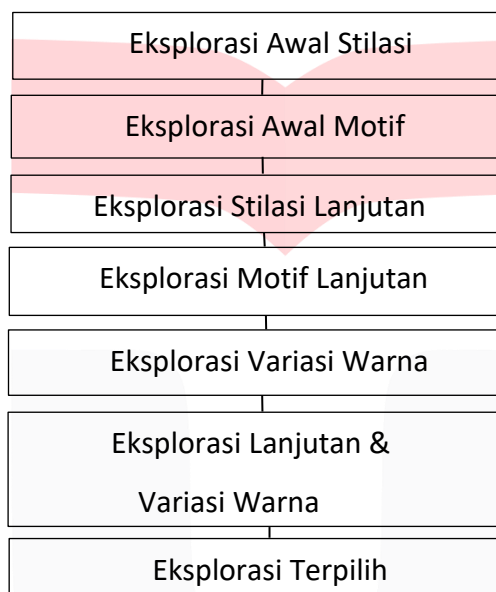 Eksplorasi Awal Stilasi
Eksplorasi Awal Motif
Eksplorasi Stilasi Lanjutan
Eksplorasi Motif Lanjutan
Eksplorasi Variasi Warna
Eksplorasi Lanjutan &
Variasi Warna
Eksplorasi Terpilih